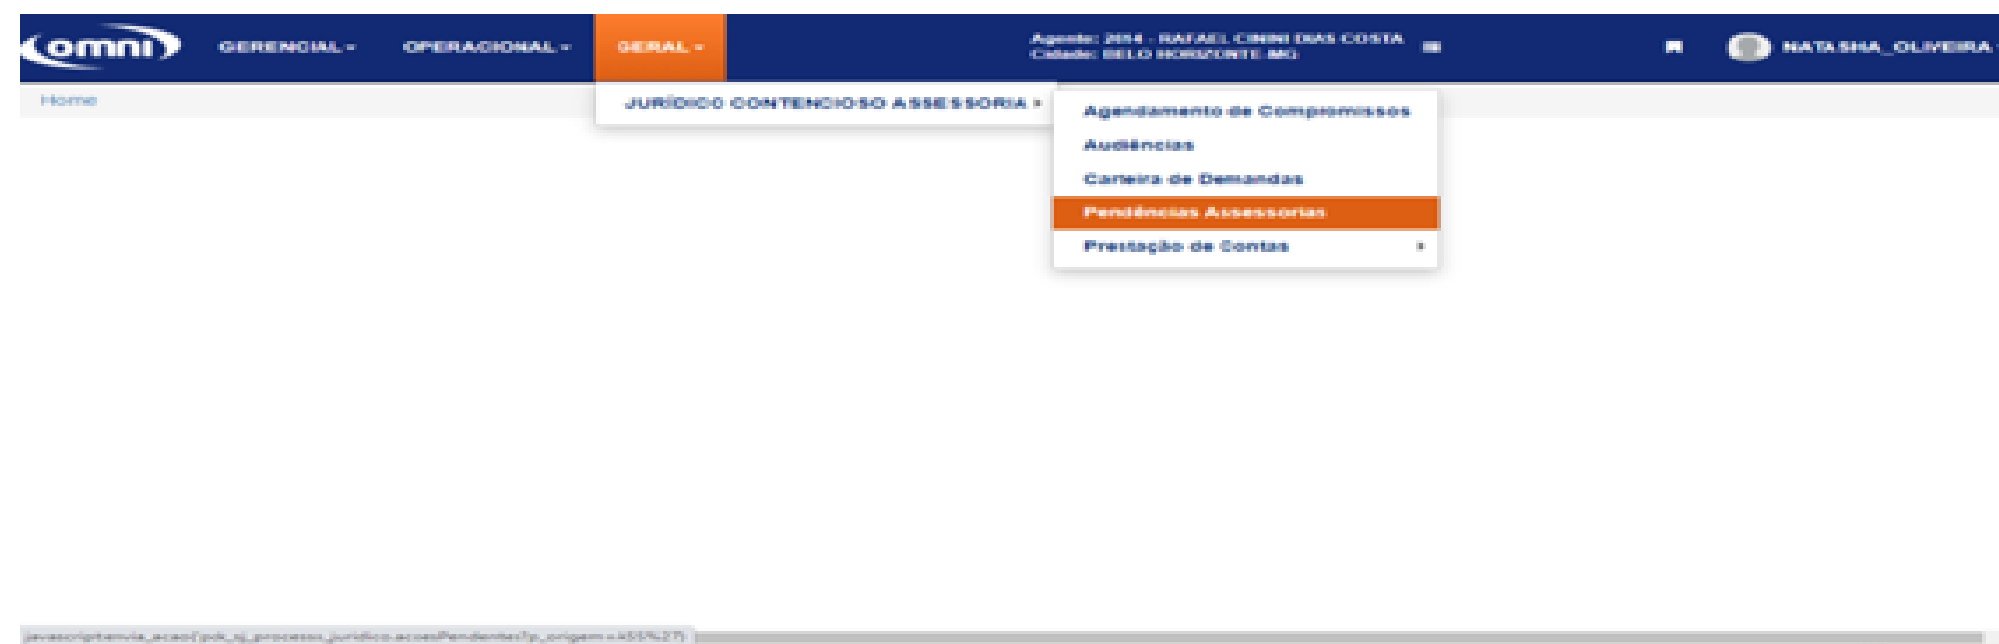 omni GERENCIAL OPERACIONAL GERAL
Agente: 2054 - RAFAEL CININI DIAS COSTA
Cidade: BELO HORIZONTE-MG
NATASHA_OLIVEIRA
Home
JURÍDICO CONTENCIOSO ASSESSORIA
Agendamento de Compromissos
Audiências
Carteira de Demandas
Pendências Assessorias
Prestação de Contas